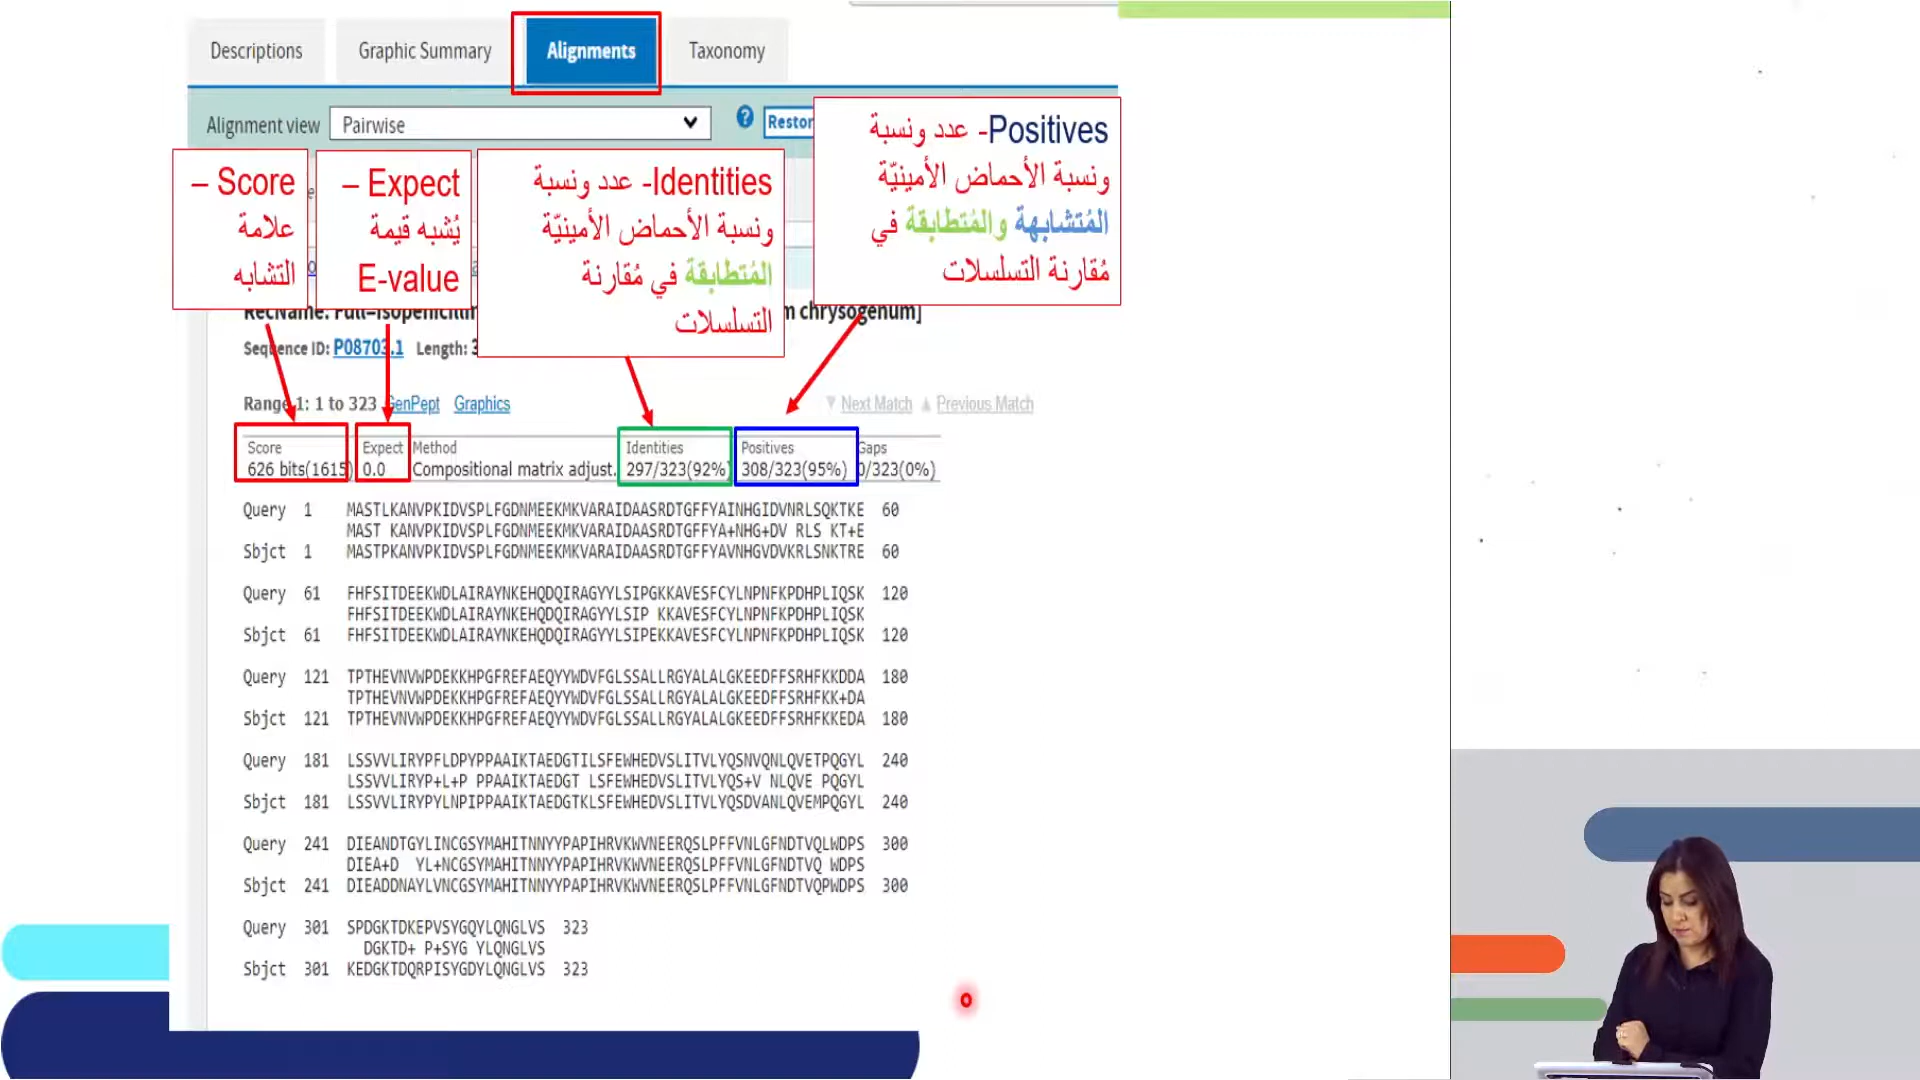 Descriptions Graphic Summary Alignments Taxonomy
Alignment view Pairwise Restor
Score –
علامة
التشابه
Expect –
يُشبه قيمة
E-value
Identities- عدد ونسبة
ونسبة الأحماض الأمينيّة
المُتطابقة في مُقارنة
التسلسلات
Positives- عدد ونسبة
ونسبة الأحماض الأمينيّة
المُتشابهة والمُتطابقة في
مُقارنة التسلسلات
RecName: Full=Isopenicillin m chrysogenum]
Sequence ID: P08703.1 Length: 3
Range 1: 1 to 323 GenPept Graphics Next Match Previous Match
Score Expect Method Identities Positives Gaps
626 bits(1615) 0.0 Compositional matrix adjust. 297/323(92%) 308/323(95%) 0/323(0%)
Query 1 MASTLKANVPKIDVSPLFGDNMEEKMKVARAIDAASRDTGFFYAINHGIDVNRLSQKTKE 60
MAST KANVPKIDVSPLFGDNMEEKMKVARAIDAASRDTGFFYA+NHG+DV RLS KT+E
Sbjct 1 MASTPKANVPKIDVSPLFGDNMEEKMKVARAIDAASRDTGFFYAVNHGVDVKRLSNKTRE 60
Query 61 FHFSITDEEKWDLAIRAYNKEHQDQIRAGYYLSIPGKKAVESFCYLNPNFKPDHPLIQSK 120
FHFSITDEEKWDLAIRAYNKEHQDQIRAGYYLSIP KKAVESFCYLNPNFKPDHPLIQSK
Sbjct 61 FHFSITDEEKWDLAIRAYNKEHQDQIRAGYYLSIPEKKAVESFCYLNPNFKPDHPLIQSK 120
Query 121 TPTHEVNVWPDEKKHPGFREFAEQYYWDVFGLSSALLRGYALALGKEEDFFSRHFKKDDA 180
TPTHEVNVWPDEKKHPGFREFAEQYYWDVFGLSSALLRGYALALGKEEDFFSRHFKK+DA
Sbjct 121 TPTHEVNVWPDEKKHPGFREFAEQYYWDVFGLSSALLRGYALALGKEEDFFSRHFKKEDA 180
Query 181 LSSVVLIRYPFLDPYPPAAIKTAEDGTILSFEWHEDVSLITVLYQSNVQNLQVETPQGYL 240
LSSVVLIRYP+L+P PPAAIKTAEDGT LSFEWHEDVSLITVLYQS+V NLQVE PQGYL
Sbjct 181 LSSVVLIRYPYLNPIPPAAIKTAEDGTKLSFEWHEDVSLITVLYQSDVANLQVEMPQGYL 240
Query 241 DIEANDTGYLINCGSYMAHITNNYYPAPIHRVKWVNEERQSLPFFVNLGFNDTVQLWDPS 300
DIEA+D YL+NCGSYMAHITNNYYPAPIHRVKWVNEERQSLPFFVNLGFNDTVQ WDPS
Sbjct 241 DIEADDNAYLVNCGSYMAHITNNYYPAPIHRVKWVNEERQSLPFFVNLGFNDTVQPWDPS 300
Query 301 SPDGKTDKEPVSYGQYLQNGLVS 323
DGKTD+ P+SYG YLQNGLVS
Sbjct 301 KEDGKTDQRPISYGDYLQNGLVS 323